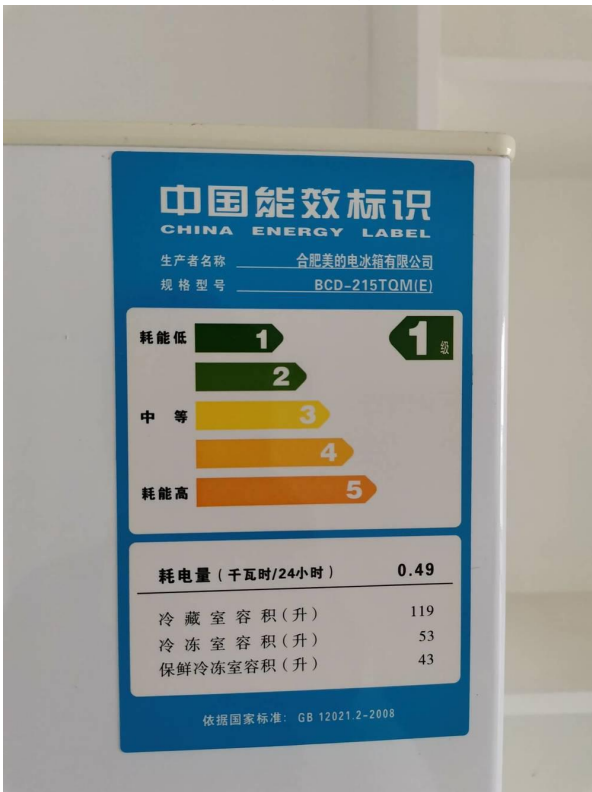 中国能效标识
CHINA ENERGY LABEL
生产者名称 合肥美的电冰箱有限公司
规格型号 BCD-215TQM(E)
耗能低 1 1级
2
中等 3
4
耗能高 5
耗电量(千瓦时/24小时) 0.49
冷藏室容积(升) 119
冷冻室容积(升) 53
保鲜冷冻室容积(升) 43
依据国家标准: GB 12021.2-2008